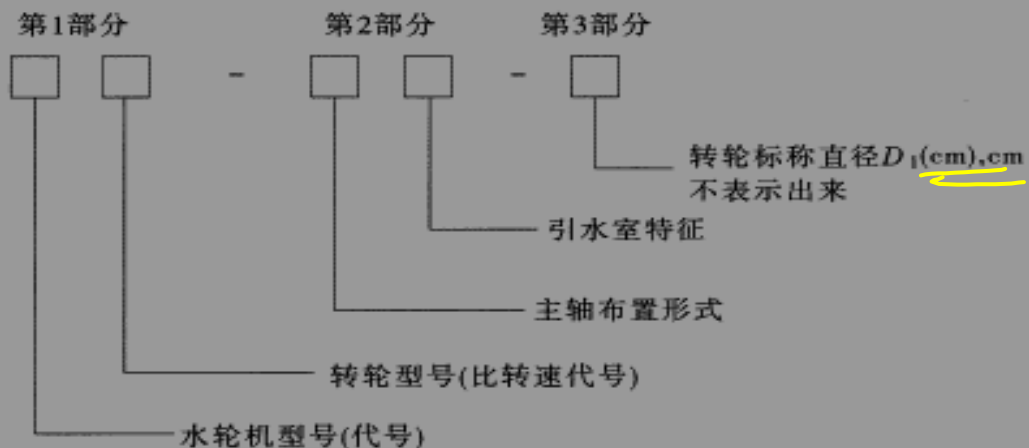 第1部分 第2部分 第3部分
- -
转轮标称直径D1(cm),cm
不表示出来
引水室特征
主轴布置形式
转轮型号(比转速代号)
水轮机型号(代号)